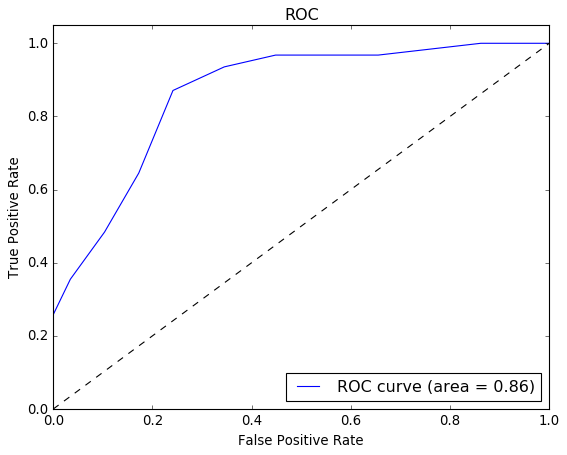 ROC
1.0
0.8
0.6
0.4
0.2
0.0
True Positive Rate
ROC curve (area = 0.86)
0.0 0.2 0.4 0.6 0.8 1.0
False Positive Rate